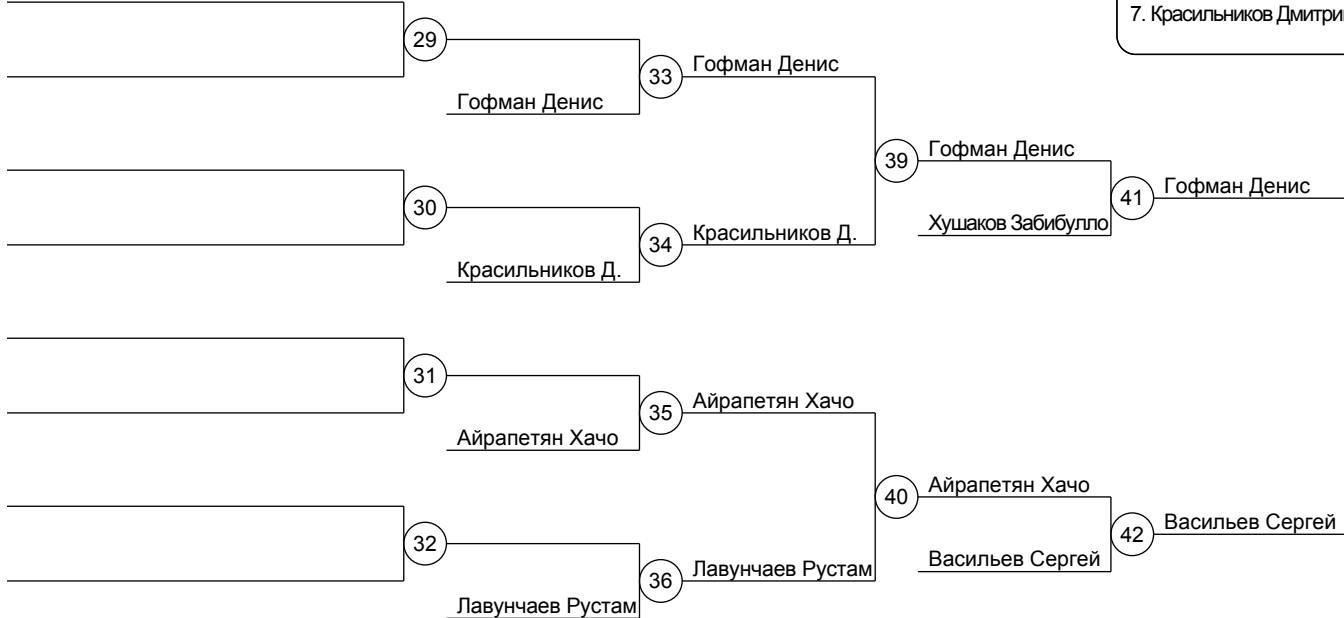 7. Красильников Дмитрий
29
33
Гофман Денис
Гофман Денис
39
Гофман Денис
41
Гофман Денис
30
Хушаков Забибулло
34
Красильников Д.
Красильников Д.
31
35
Айрапетян Хачо
Айрапетян Хачо
40
Айрапетян Хачо
42
Васильев Сергей
32
Васильев Сергей
36
Лавунчаев Рустам
Лавунчаев Рустам